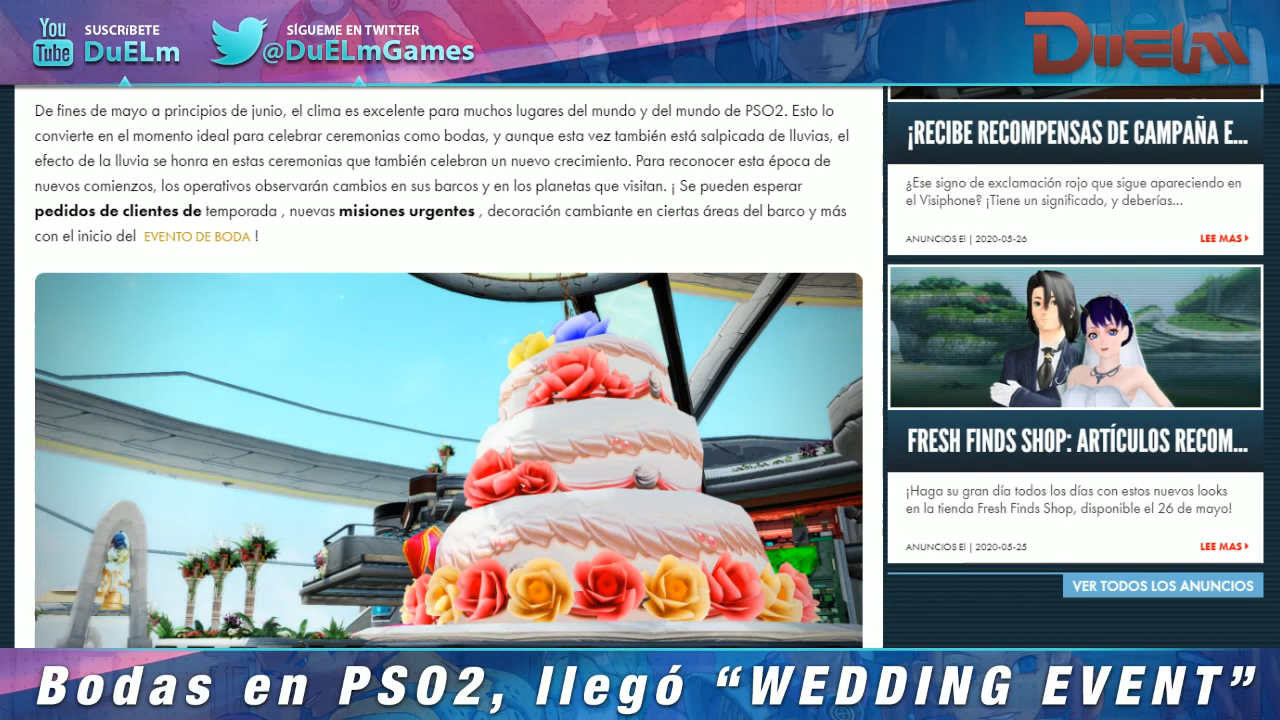 You
Tube
SUSCRíBETE
DuELm
SÍGUEME EN TWITTER
@DuELmGames
DuELm
De fines de mayo a principios de junio, el clima es excelente para muchos lugares del mundo y del mundo de PSO2. Esto lo
convierte en el momento ideal para celebrar ceremonias como bodas, y aunque esta vez también está salpicada de lluvias, el
efecto de la lluvia se honra en estas ceremonias que también celebran un nuevo crecimiento. Para reconocer esta época de
nuevos comienzos, los operativos observarán cambios en sus barcos y en los planetas que visitan. ¡ Se pueden esperar
pedidos de clientes de temporada , nuevas misiones urgentes , decoración cambiante en ciertas áreas del barco y más
con el inicio del EVENTO DE BODA !
¡RECIBE RECOMPENSAS DE CAMPAÑA E...
¿Ese signo de exclamación rojo que sigue apareciendo en
el Visiphone? ¡Tiene un significado, y deberías...
ANUNCIOS El | 2020-05-26
LEE MAS
FRESH FINDS SHOP: ARTÍCULOS RECOM...
¡Haga su gran día todos los días con estos nuevos looks
en la tienda Fresh Finds Shop, disponible el 26 de mayo!
ANUNCIOS El | 2020-05-25
LEE MAS
VER TODOS LOS ANUNCIOS
Bodas en PSO2, llegó “WEDDING EVENT”